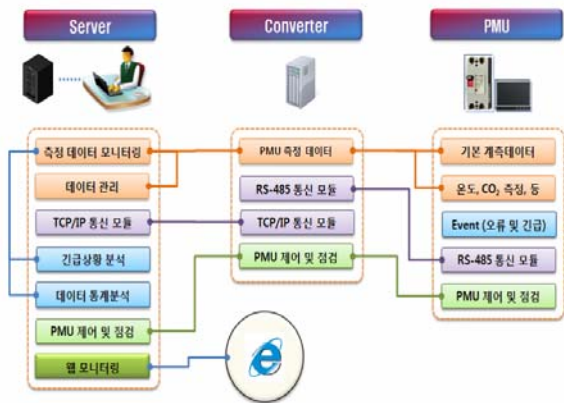 Server
Converter
PMU
측정 데이터 모니터링
데이터 관리
TCP/IP 통신 모듈
긴급상황 분석
데이터 통계분석
PMU 제어 및 점검
웹 모니터링
PMU 측정 데이터
RS-485 통신 모듈
TCP/IP 통신 모듈
PMU 제어 및 점검
기본 계측데이터
온도, CO₂ 측정, 등
Event (오류 및 긴급)
RS-485 통신 모듈
PMU 제어 및 점검